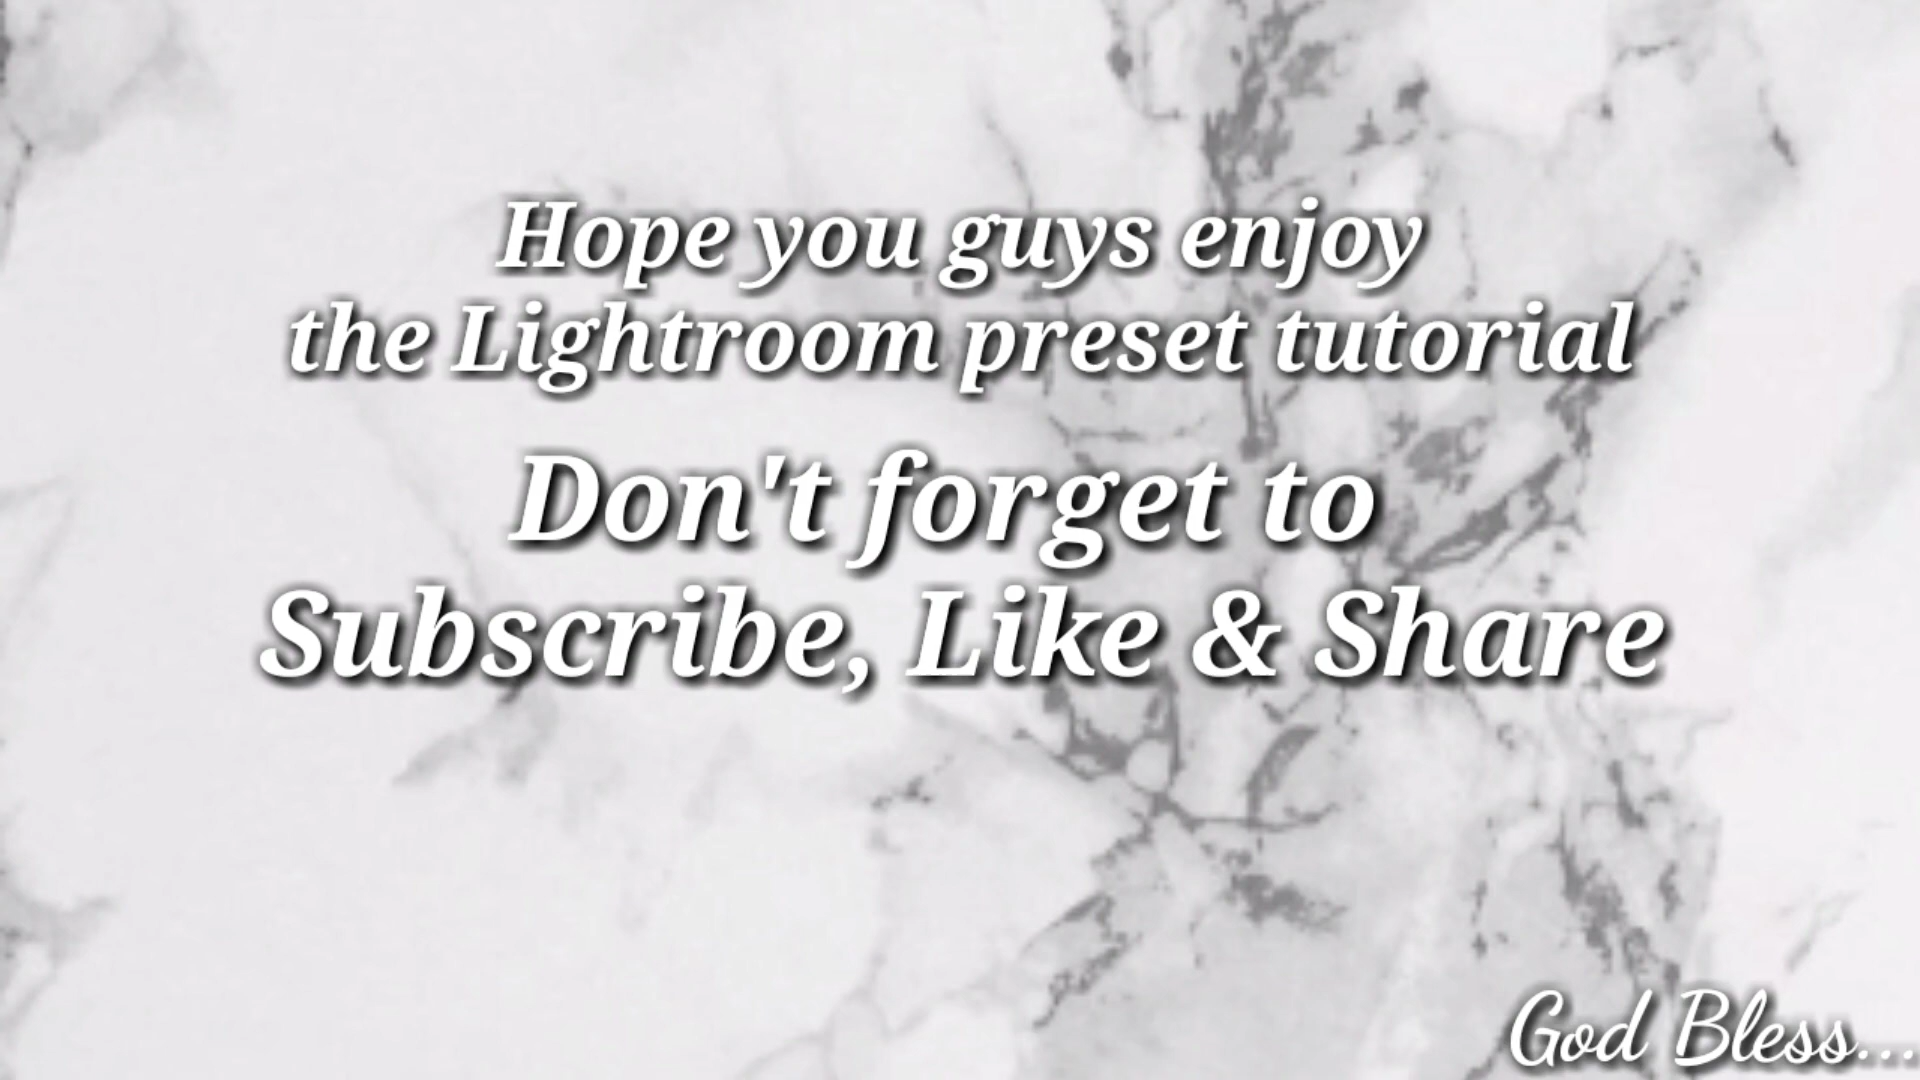 Hope you guys enjoy
the Lightroom preset tutorial
Don't forget to
Subscribe, Like & Share
God Bless...